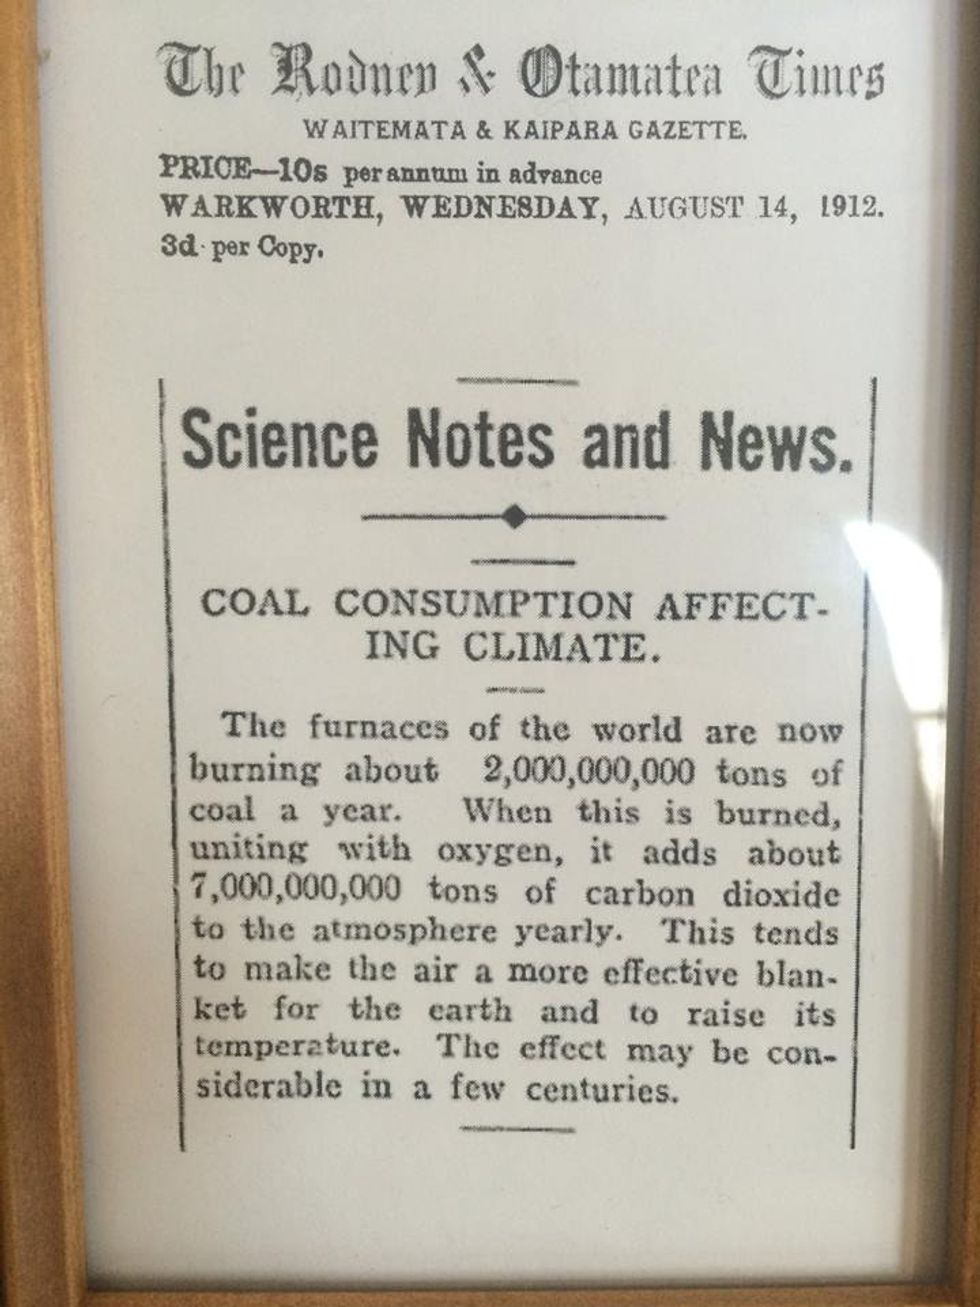 The Rodney & Otamatea Times
WAITEMATA & KAIPARA GAZETTE.
PRICE—10s per annum in advance
WARKWORTH, WEDNESDAY, AUGUST 14, 1912.
3d per Copy.
Science Notes and News.
COAL CONSUMPTION AFFECT-
ING CLIMATE.
The furnaces of the world are now
burning about 2,000,000,000 tons of
coal a year. When this is burned,
uniting with oxygen, it adds about
7,000,000,000 tons of carbon dioxide
to the atmosphere yearly. This tends
to make the air a more effective blan-
ket for the earth and to raise its
temperature. The effect may be con-
siderable in a few centuries.